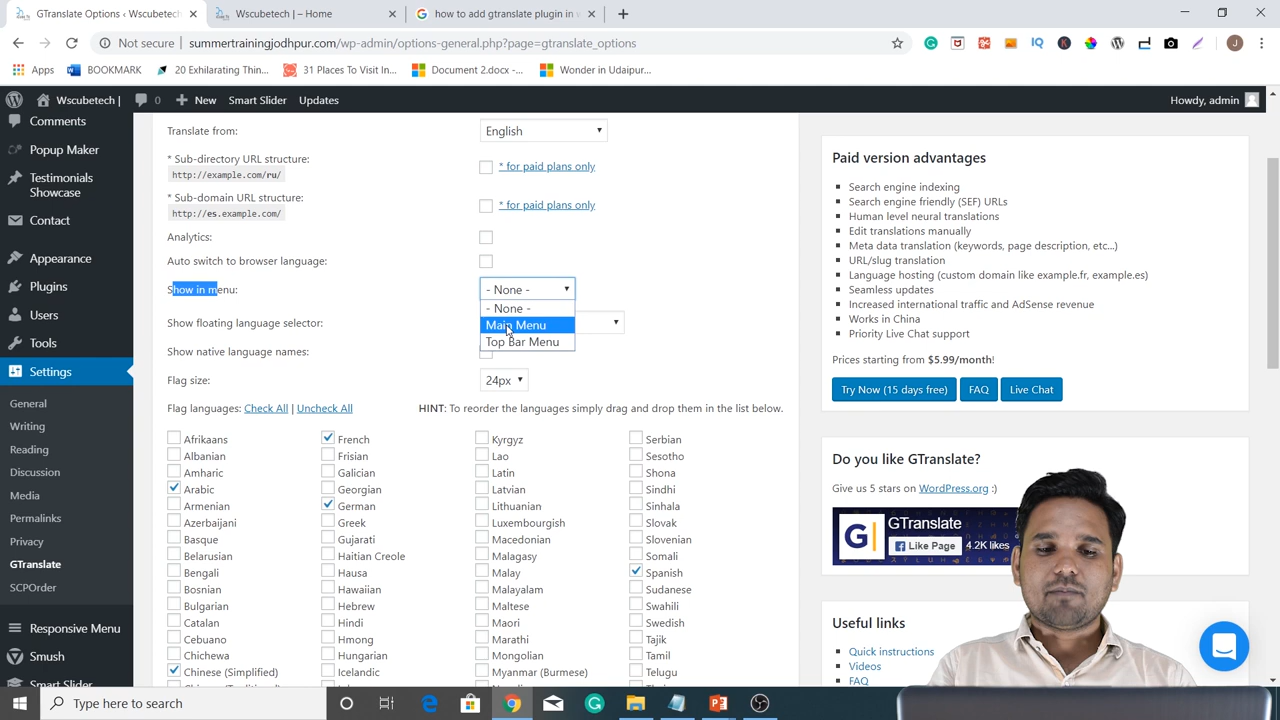 GTranslate Options ‹ Wscubetech
Wscubetech | – Home
how to add gtranslate plugin in w
Not secure
summertrainingjodhpur.com/wp-admin/options-general.php?page=gtranslate_options
Apps
BOOKMARK
20 Exhilarating Thin...
31 Places To Visit In...
Document 2.docx -...
Wonder in Udaipur...
Wscubetech |
0
New
Smart Slider
Updates
Howdy, admin
Comments
Popup Maker
Testimonials
Showcase
Contact
Appearance
Plugins
Users
Tools
Settings
General
Writing
Reading
Discussion
Media
Permalinks
Privacy
GTranslate
SCPOrder
Responsive Menu
Smush
Smart Slider
Translate from:
English
* Sub-directory URL structure:
http://example.com/ru/
* for paid plans only
* Sub-domain URL structure:
http://es.example.com/
* for paid plans only
Analytics:
Auto switch to browser language:
Show in menu:
- None -
- None -
Main Menu
Top Bar Menu
Show floating language selector:
Show native language names:
Flag size:
24px
Flag languages: Check All | Uncheck All
HINT: To reorder the languages simply drag and drop them in the list below.
Afrikaans
Albanian
Amharic
Arabic
Armenian
Azerbaijani
Basque
Belarusian
Bengali
Bosnian
Bulgarian
Catalan
Cebuano
Chichewa
Chinese (Simplified)
French
Frisian
Galician
Georgian
German
Greek
Gujarati
Haitian Creole
Hausa
Hawaiian
Hebrew
Hindi
Hmong
Hungarian
Icelandic
Kyrgyz
Lao
Latin
Latvian
Lithuanian
Luxembourgish
Macedonian
Malagasy
Malay
Malayalam
Maltese
Maori
Marathi
Mongolian
Myanmar (Burmese)
Serbian
Sesotho
Shona
Sindhi
Sinhala
Slovak
Slovenian
Somali
Spanish
Sudanese
Swahili
Swedish
Tajik
Tamil
Telugu
Paid version advantages
Search engine indexing
Search engine friendly (SEF) URLs
Human level neural translations
Edit translations manually
Meta data translation (keywords, page description, etc...)
URL/slug translation
Language hosting (custom domain like example.fr, example.es)
Seamless updates
Increased international traffic and AdSense revenue
Works in China
Priority Live Chat support
Prices starting from $5.99/month!
Try Now (15 days free)
FAQ
Live Chat
Do you like GTranslate?
Give us 5 stars on WordPress.org :)
G
GTranslate
Like Page
4.2K likes
Useful links
Quick instructions
Videos
FAQ
Type here to search